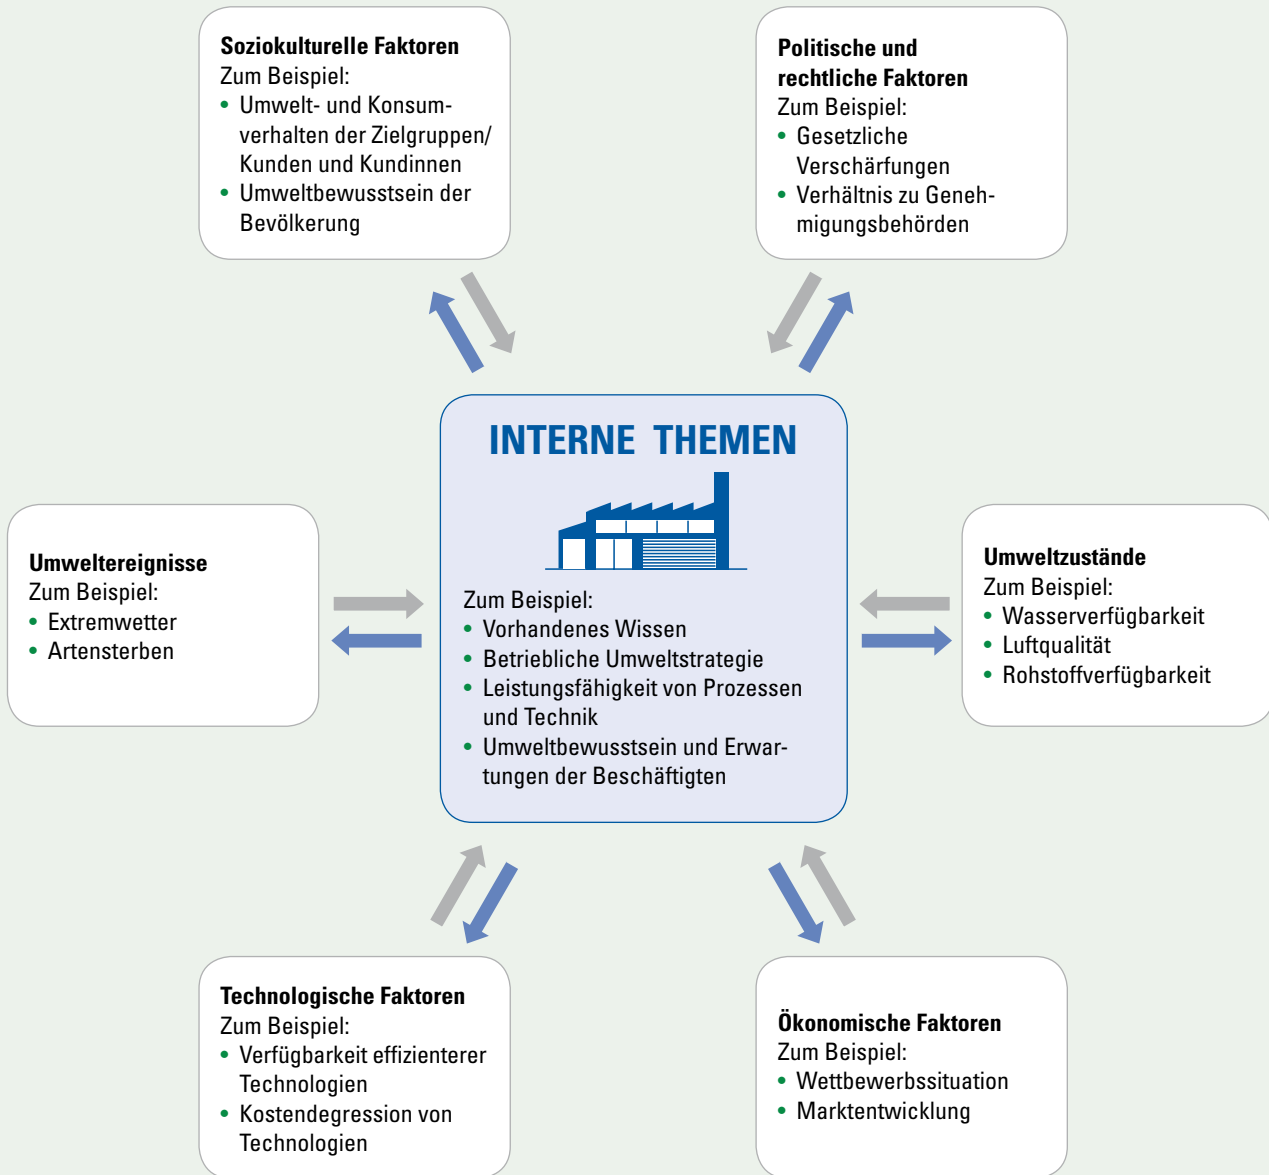 Soziokulturelle Faktoren
Zum Beispiel:
• Umwelt- und Konsum-
verhalten der Zielgruppen/
Kunden und Kundinnen
• Umweltbewusstsein der
Bevölkerung
Politische und
rechtliche Faktoren
Zum Beispiel:
• Gesetzliche
Verschärfungen
• Verhältnis zu Geneh-
migungsbehörden
INTERNE THEMEN
Zum Beispiel:
• Vorhandenes Wissen
• Betriebliche Umweltstrategie
• Leistungsfähigkeit von Prozessen
und Technik
• Umweltbewusstsein und Erwar-
tungen der Beschäftigten
Umweltereignisse
Zum Beispiel:
• Extremwetter
• Artensterben
Umweltzustände
Zum Beispiel:
• Wasserverfügbarkeit
• Luftqualität
• Rohstoffverfügbarkeit
Technologische Faktoren
Zum Beispiel:
• Verfügbarkeit effizienterer
Technologien
• Kostendegression von
Technologien
Ökonomische Faktoren
Zum Beispiel:
• Wettbewerbssituation
• Marktentwicklung